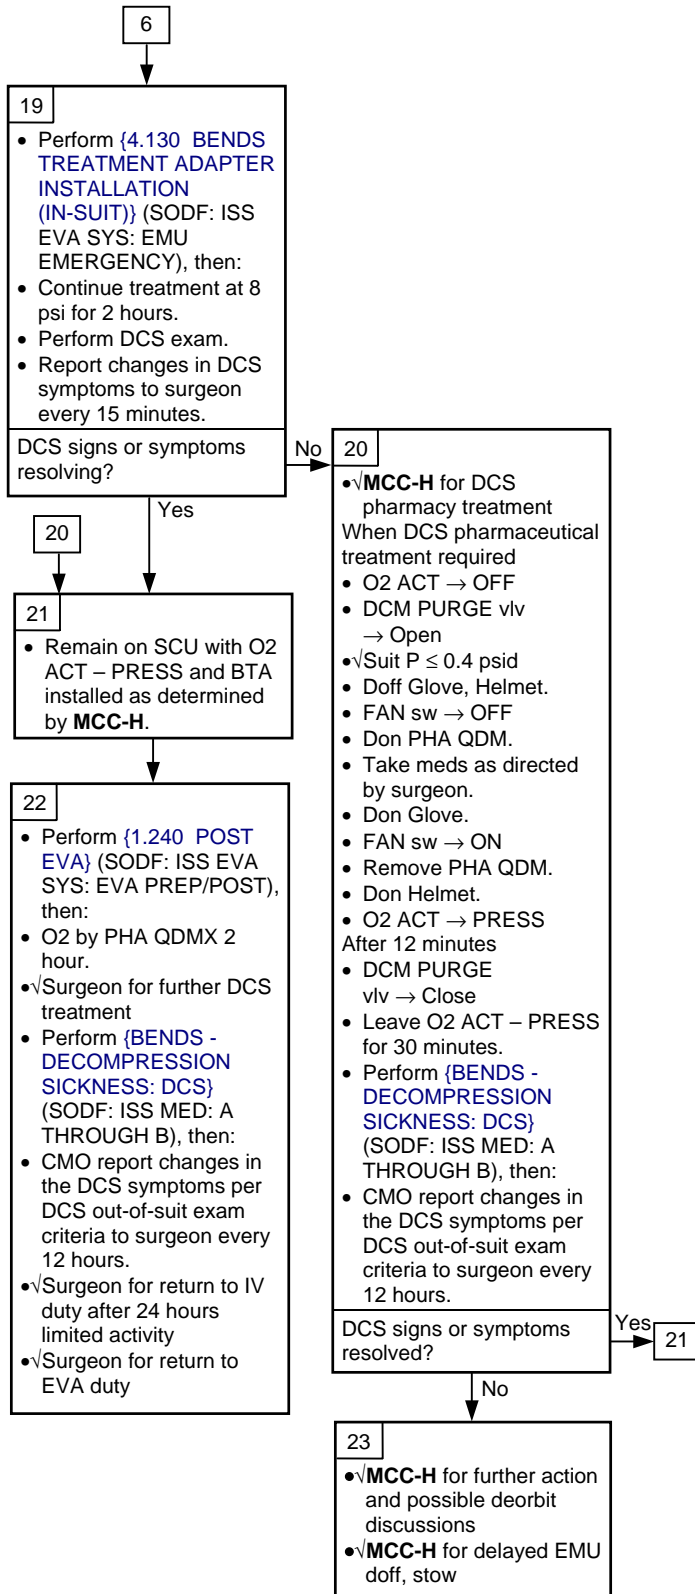 6
19
• Perform {4.130 BENDS
TREATMENT ADAPTER
INSTALLATION
(IN-SUIT)} (SODF: ISS
EVA SYS: EMU
EMERGENCY), then:
• Continue treatment at 8
psi for 2 hours.
• Perform DCS exam.
• Report changes in DCS
symptoms to surgeon
every 15 minutes.
DCS signs or symptoms
resolving?
No
Yes
20
21
• Remain on SCU with O2
ACT – PRESS and BTA
installed as determined
by MCC-H.
22
• Perform {1.240 POST
EVA} (SODF: ISS EVA
SYS: EVA PREP/POST),
then:
• O2 by PHA QDMX 2
hour.
•√Surgeon for further DCS
treatment
• Perform {BENDS -
DECOMPRESSION
SICKNESS: DCS}
(SODF: ISS MED: A
THROUGH B), then:
• CMO report changes in
the DCS symptoms per
DCS out-of-suit exam
criteria to surgeon every
12 hours.
•√Surgeon for return to IV
duty after 24 hours
limited activity
•√Surgeon for return to
EVA duty
20
•√MCC-H for DCS
pharmacy treatment
When DCS pharmaceutical
treatment required
• O2 ACT → OFF
• DCM PURGE vlv
→ Open
•√Suit P ≤ 0.4 psid
• Doff Glove, Helmet.
• FAN sw → OFF
• Don PHA QDM.
• Take meds as directed
by surgeon.
• Don Glove.
• FAN sw → ON
• Remove PHA QDM.
• Don Helmet.
• O2 ACT → PRESS
After 12 minutes
• DCM PURGE
vlv → Close
• Leave O2 ACT – PRESS
for 30 minutes.
• Perform {BENDS -
DECOMPRESSION
SICKNESS: DCS}
(SODF: ISS MED: A
THROUGH B), then:
• CMO report changes in
the DCS symptoms per
DCS out-of-suit exam
criteria to surgeon every
12 hours.
DCS signs or symptoms
resolved?
Yes
21
No
23
•√MCC-H for further action
and possible deorbit
discussions
•√MCC-H for delayed EMU
doff, stow